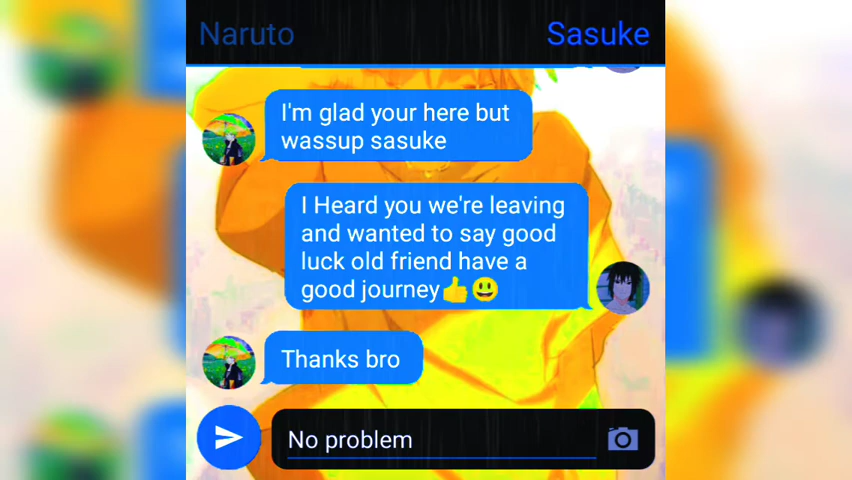 Naruto Sasuke
I'm glad your here but
wassup sasuke
I Heard you we're leaving
and wanted to say good
luck old friend have a
good journey👍😃
Thanks bro
No problem